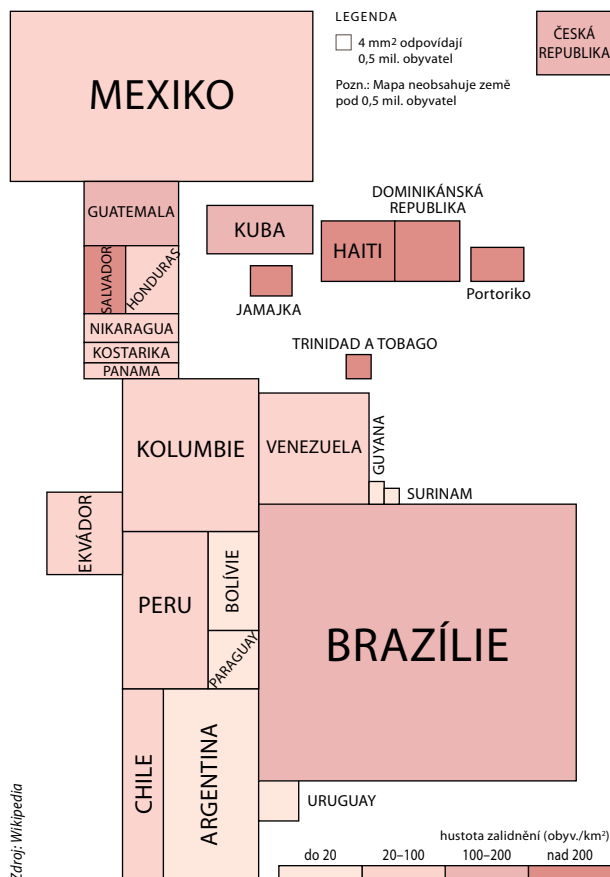 LEGENDA
4 mm² odpovídají
0,5 mil. obyvatel
Pozn.: Mapa neobsahuje země
pod 0,5 mil. obyvatel
ČESKÁ
REPUBLIKA
MEXIKO
GUATEMALA
SALVADOR
HONDURAS
NIKARAGUA
KOSTARIKA
PANAMA
KUBA
JAMAJKA
HAITI
DOMINIKÁNSKÁ
REPUBLIKA
Portoriko
TRINIDAD A TOBAGO
KOLUMBIE
VENEZUELA
GUYANA
SURINAM
EKVÁDOR
PERU
BOLÍVIE
PARAGUAY
BRAZÍLIE
CHILE
ARGENTINA
URUGUAY
Zdroj: Wikipedia
hustota zalidnění (obyv./km²)
do 20 20–100 100–200 nad 200